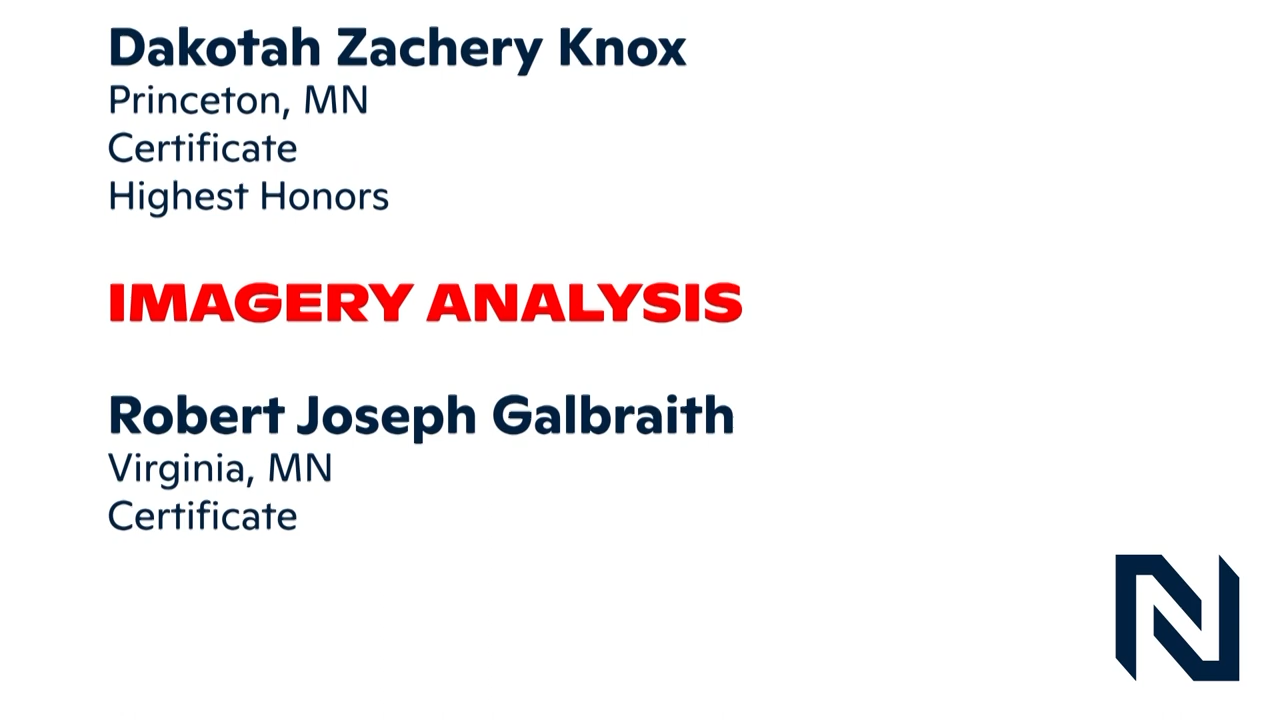 Dakotah Zachery Knox
Princeton, MN
Certificate
Highest Honors
IMAGERY ANALYSIS
Robert Joseph Galbraith
Virginia, MN
Certificate
N